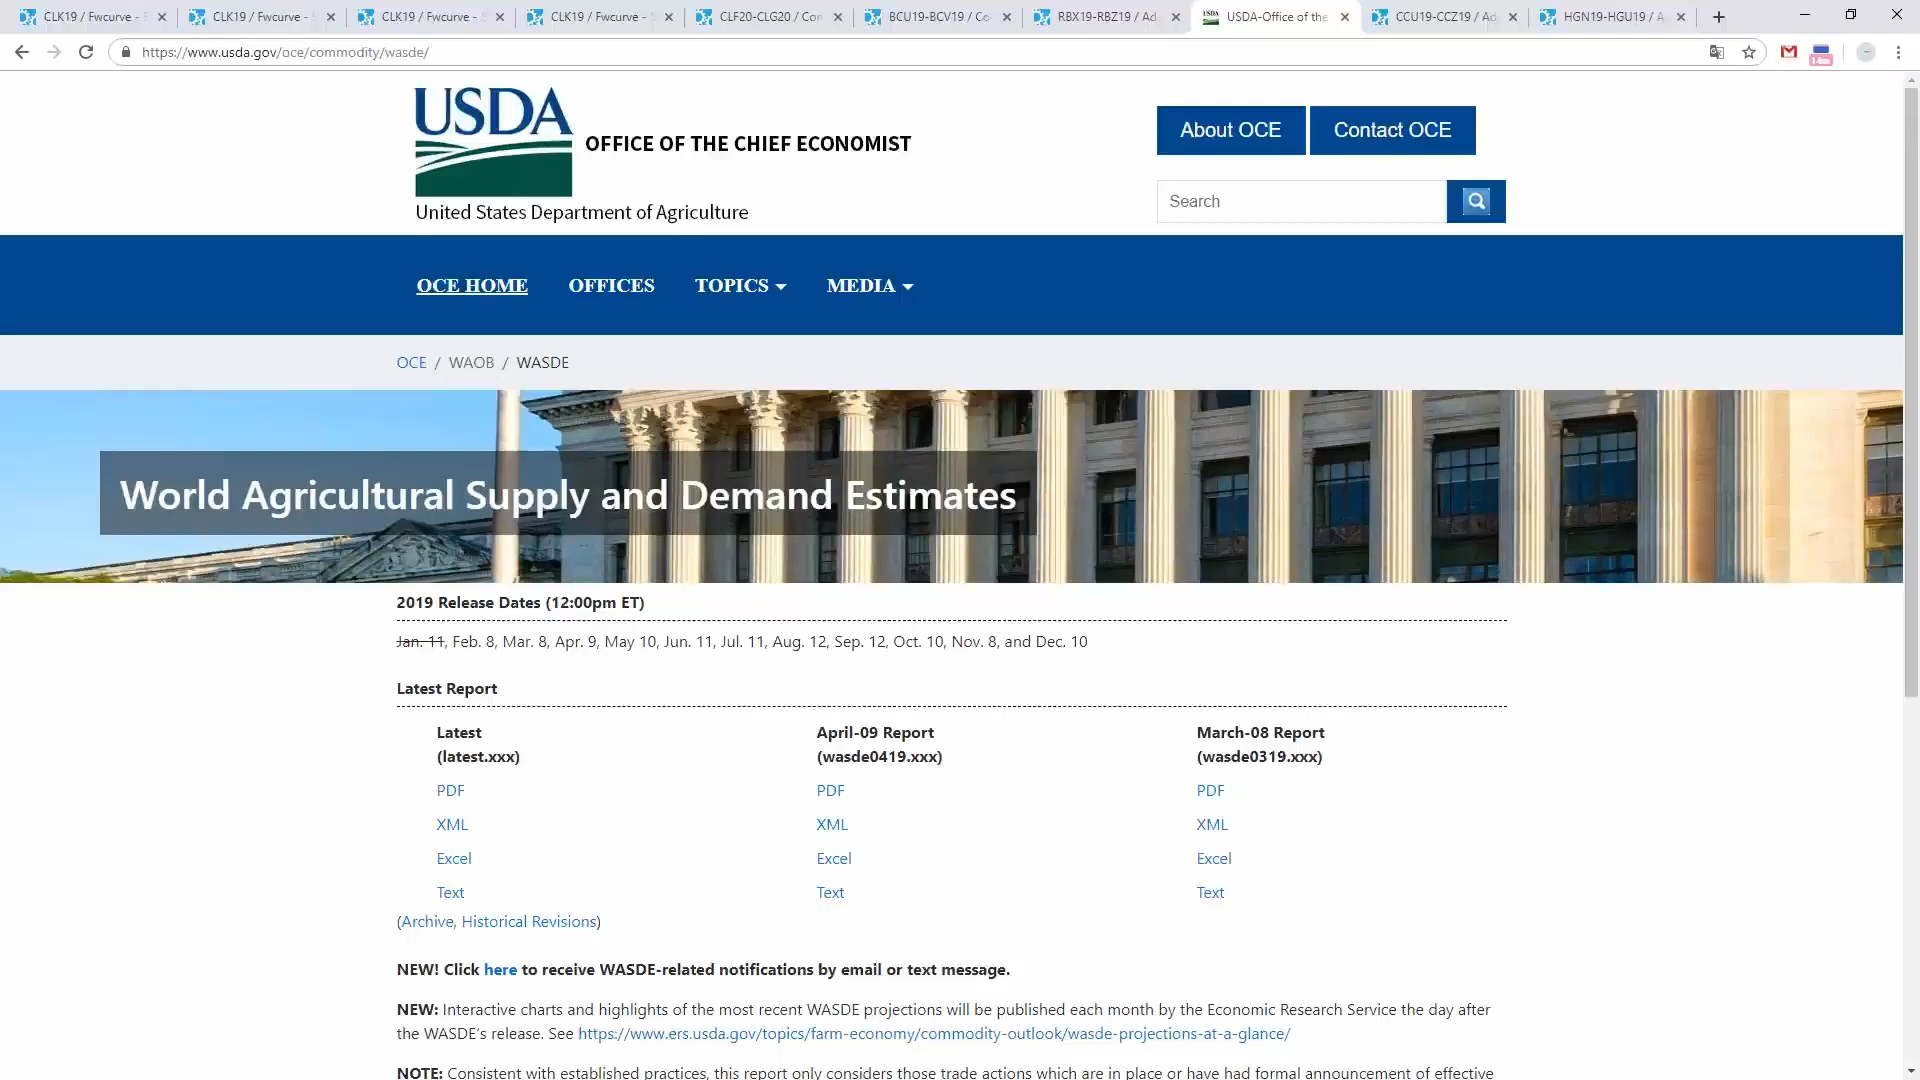 CLK19 / Fwcurve -
CLK19 / Fwcurve -
CLK19 / Fwcurve -
CLK19 / Fwcurve -
CLF20-CLG20 / Con
BCU19-BCV19 / Co
RBX19-RBZ19 / Ad
USDA-Office of the
CCU19-CCZ19 / Ad
HGN19-HGU19 / A
https://www.usda.gov/oce/commodity/wasde/
USDA
OFFICE OF THE CHIEF ECONOMIST
United States Department of Agriculture
About OCE
Contact OCE
Search
OCE HOME
OFFICES
TOPICS
MEDIA
OCE / WAOB / WASDE
World Agricultural Supply and Demand Estimates
2019 Release Dates (12:00pm ET)
Jan. 11, Feb. 8, Mar. 8, Apr. 9, May 10, Jun. 11, Jul. 11, Aug. 12, Sep. 12, Oct. 10, Nov. 8, and Dec. 10
Latest Report
Latest
(latest.xxx)
PDF
XML
Excel
Text
April-09 Report
(wasde0419.xxx)
PDF
XML
Excel
Text
March-08 Report
(wasde0319.xxx)
PDF
XML
Excel
Text
(Archive, Historical Revisions)
NEW! Click here to receive WASDE-related notifications by email or text message.
NEW: Interactive charts and highlights of the most recent WASDE projections will be published each month by the Economic Research Service the day after
the WASDE's release. See https://www.ers.usda.gov/topics/farm-economy/commodity-outlook/wasde-projections-at-a-glance/
NOTE: Consistent with established practices, this report only considers those trade actions which are in place or have had formal announcement of effective